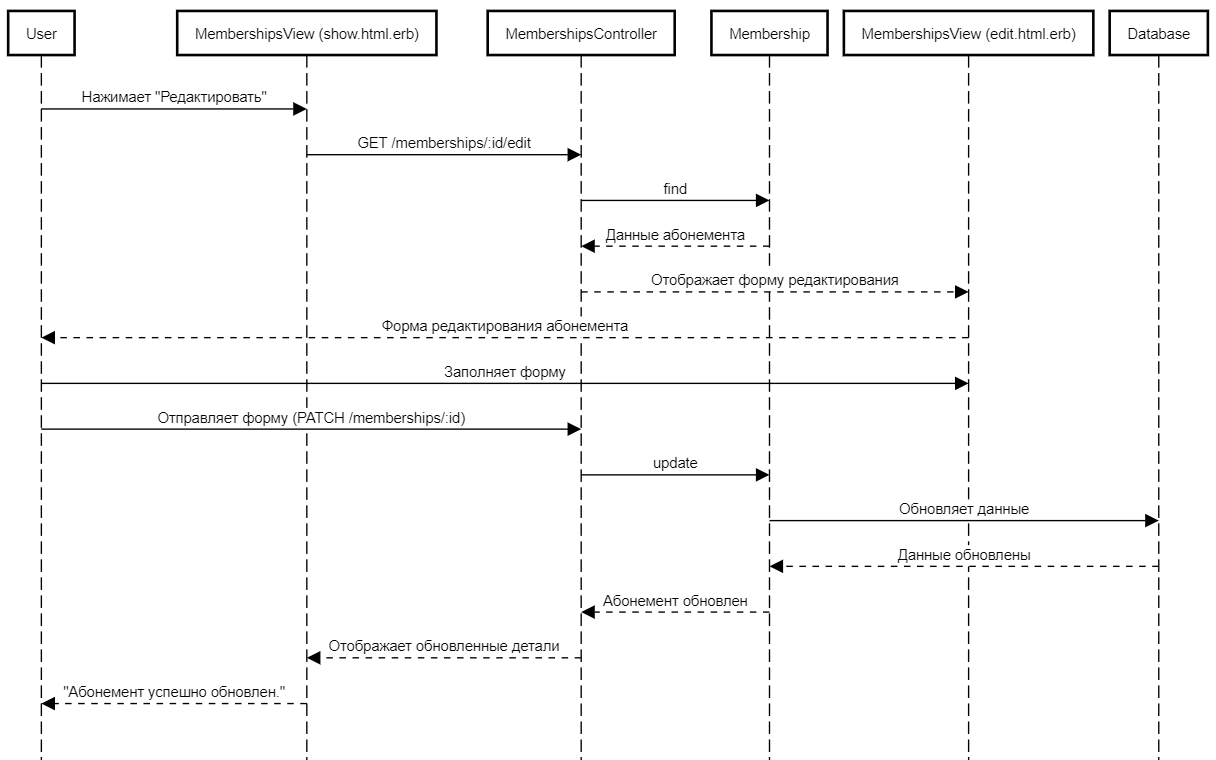 User
MembershipsView (show.html.erb)
MembershipsController
Membership
MembershipsView (edit.html.erb)
Database
Нажимает "Редактировать"
GET /memberships/:id/edit
find
Данные абонемента
Отображает форму редактирования
Форма редактирования абонемента
Заполняет форму
Отправляет форму (PATCH /memberships/:id)
update
Обновляет данные
Данные обновлены
Абонемент обновлен
Отображает обновленные детали
"Абонемент успешно обновлен."